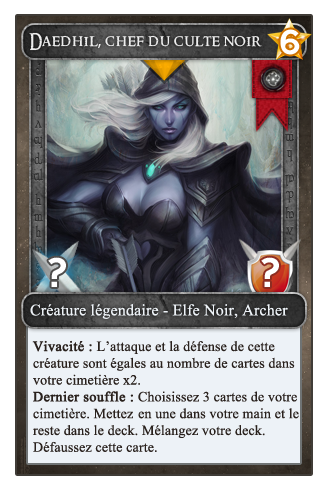 Daedhil, chef du culte noir
6
?
?
Créature légendaire - Elfe Noir, Archer
Vivacité : L'attaque et la défense de cette
créature sont égales au nombre de cartes dans
votre cimetière x2.
Dernier souffle : Choisissez 3 cartes de votre
cimetière. Mettez en une dans votre main et le
reste dans le deck. Mélangez votre deck.
Défaussez cette carte.